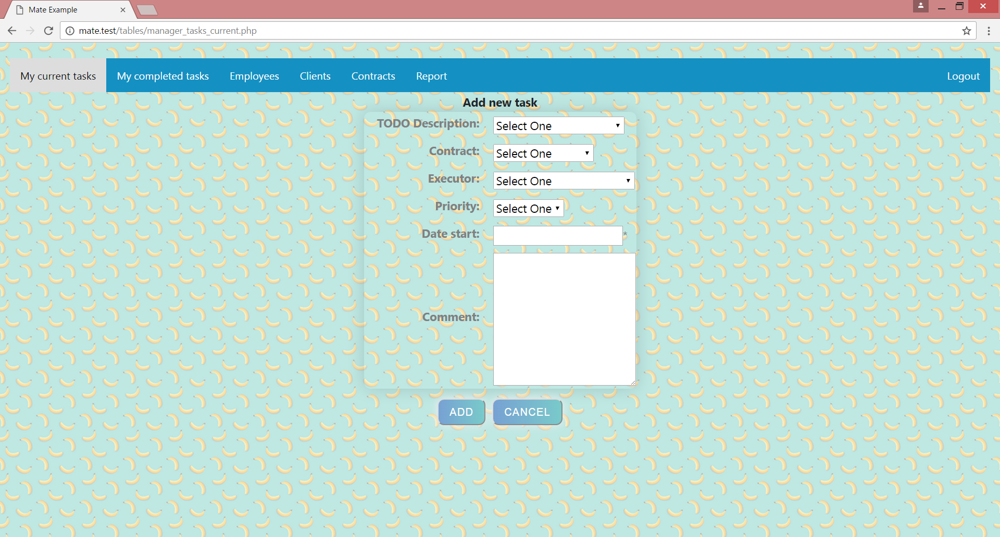 Mate Example
mate.test/tables/manager_tasks_current.php
My current tasks My completed tasks Employees Clients Contracts Report Logout
Add new task
TODO Description: Select One
Contract: Select One
Executor: Select One
Priority: Select One
Date start: *
Comment:
ADD CANCEL